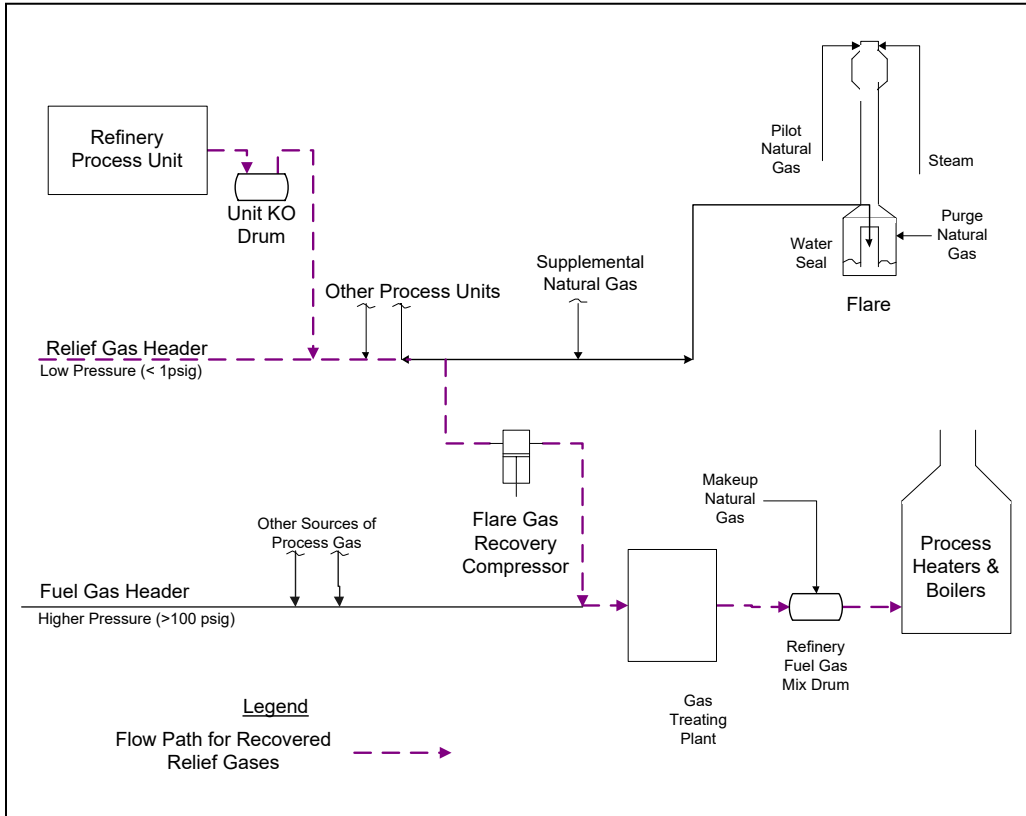 Refinery
Process Unit
Unit KO
Drum
Pilot
Natural
Gas
Steam
Water
Seal
Purge
Natural
Gas
Flare
Other Process Units
Supplemental
Natural Gas
Relief Gas Header
Low Pressure (< 1psig)
Flare Gas
Recovery
Compressor
Other Sources of
Process Gas
Makeup
Natural
Gas
Process
Heaters &
Boilers
Fuel Gas Header
Higher Pressure (>100 psig)
Refinery
Fuel Gas
Mix Drum
Gas
Treating
Plant
Legend
Flow Path for Recovered
Relief Gases